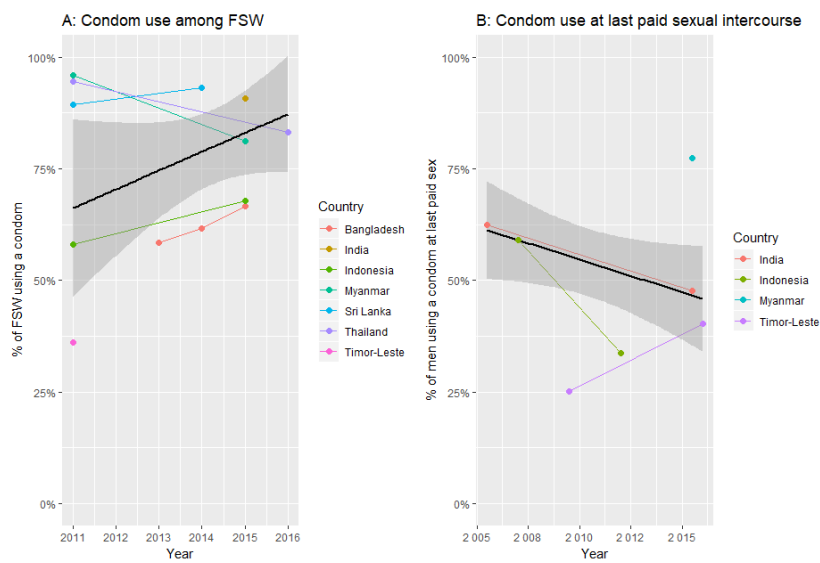 A: Condom use among FSW
% of FSW using a condom
100%
75%
50%
25%
0%
2011 2012 2013 2014 2015 2016
Year
Country
Bangladesh
India
Indonesia
Myanmar
Sri Lanka
Thailand
Timor-Leste
B: Condom use at last paid sexual intercourse
% of men using a condom at last paid sex
100%
75%
50%
25%
0%
2 005 2 008 2 010 2 012 2 015
Year
Country
India
Indonesia
Myanmar
Timor-Leste